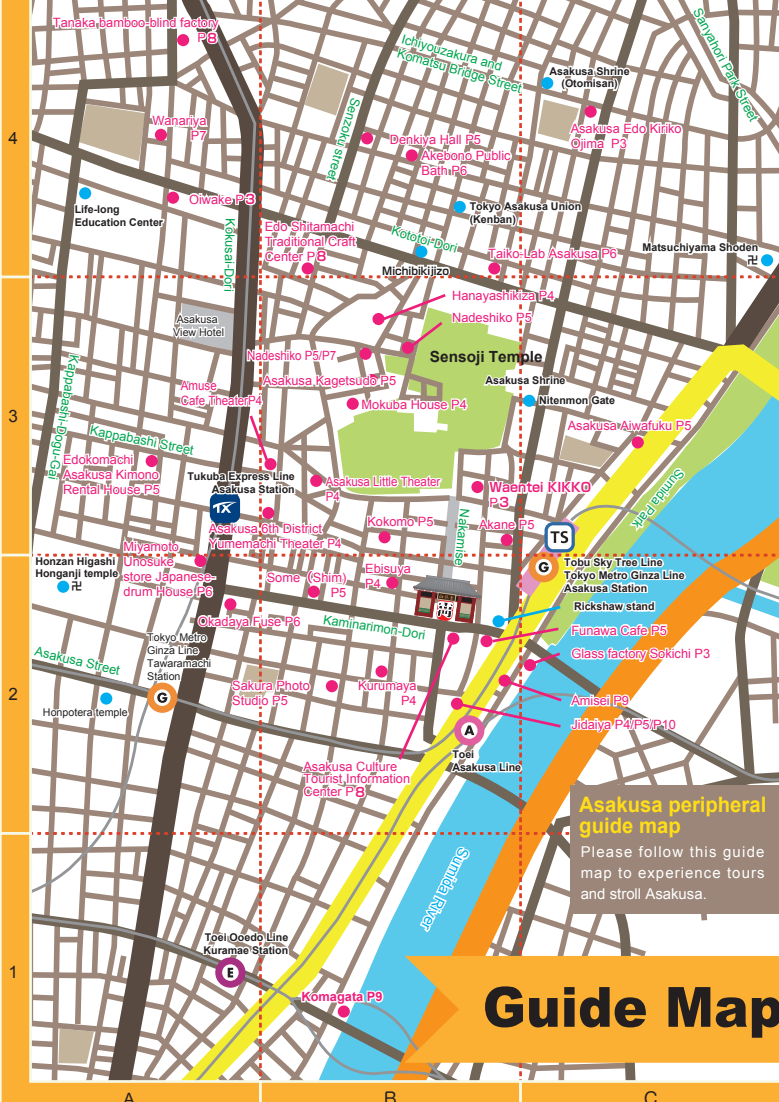 Tanaka bamboo-blind factory
P8
Ichiyouzakura and
Komatsu Bridge Street
Sanyahori Park Street
Asakusa Shrine
(Otomisan)
4
Wanariya
P7
Senzoku street
Denkiya Hall P5
Akebono Public
Bath P6
Asakusa Edo Kiriko
Ojima P3
Life-long
Education Center
Oiwake P3
Kokusai-Dori
Tokyo Asakusa Union
(Kenban)
Edo Shitamachi
Traditional Craft
Center P8
Kototoi-Dori
Michibikijizo
Taiko-Lab Asakusa P6
Matsuchiyama Shoden
卍
Hanayashikiza P4
Nadeshiko P5
Asakusa
View Hotel
Nadeshiko P5/P7
Sensoji Temple
Kappabashi-Dogu-Gai
Amuse
Cafe TheaterP4
Asakusa Kagetsudo P5
Asakusa Shrine
Nitenmon Gate
3
Mokuba House P4
Kappabashi Street
Asakusa Aiwafuku P5
Edokomachi
Asakusa Kimono
Rental House P5
Tukuba Express Line
Asakusa Station
TX
Asakusa Little Theater
P4
Waentei KIKKO
P3
Sumida Park
Asakusa 6th District
Yumemachi Theater P4
Kokomo P5
Nakamise
Akane P5
TS
Miyamoto
Unosuke
store Japanese-
drum House P6
Honzan Higashi
Honganji temple
卍
Some (Shim)
P5
Ebisuya
P4
G
Tobu Sky Tree Line
Tokyo Metro Ginza Line
Asakusa Station
Rickshaw stand
Okadaya Fuse P6
Kaminarimon-Dori
Funawa Cafe P5
Asakusa Street
Tokyo Metro
Ginza Line
Tawaramachi
Station
G
Glass factory Sokichi P3
2
Honpotera temple
Sakura Photo
Studio P5
Kurumaya
P4
Amisei P9
Jidaiya P4/P5/P10
A
Toei
Asakusa Line
Asakusa Culture
Tourist Information
Center P8
Asakusa peripheral
guide map
Please follow this guide
map to experience tours
and stroll Asakusa.
Sumida River
Toei Ooedo Line
Kuramae Station
E
1
Komagata P9
Guide Map
A
B
C